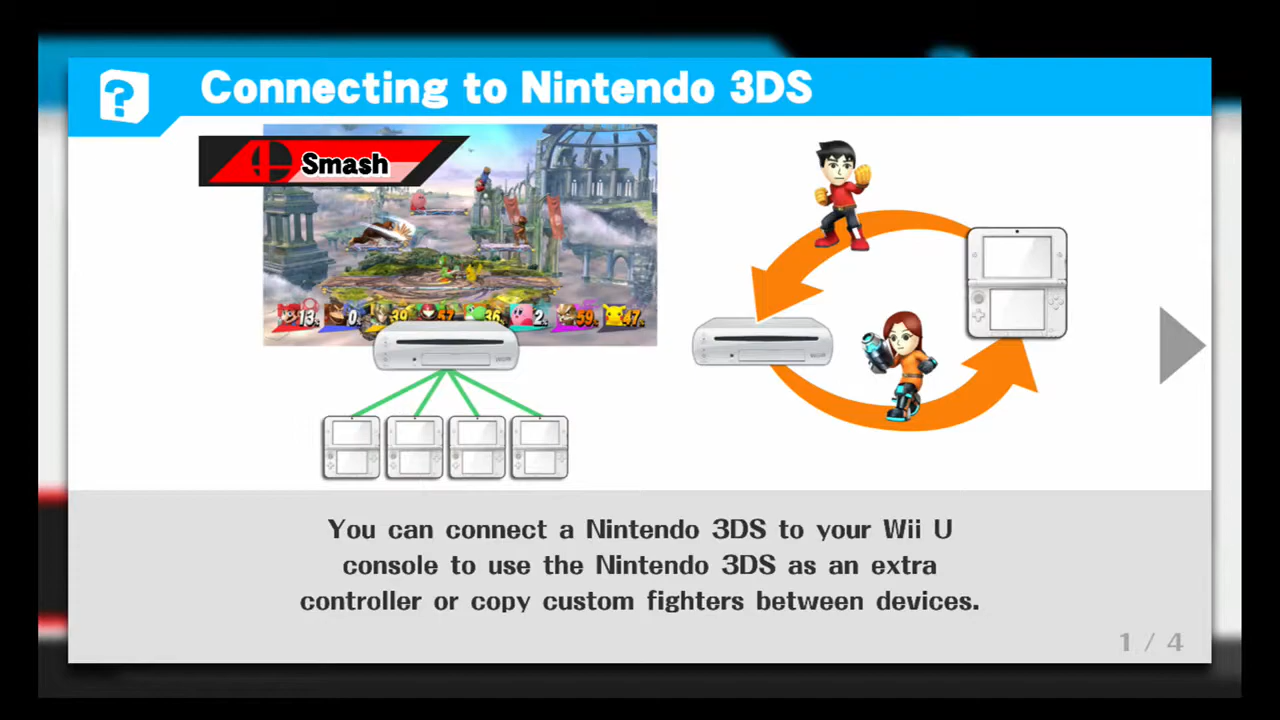 Connecting to Nintendo 3DS
Smash
You can connect a Nintendo 3DS to your Wii U
console to use the Nintendo 3DS as an extra
controller or copy custom fighters between devices.
1 / 4